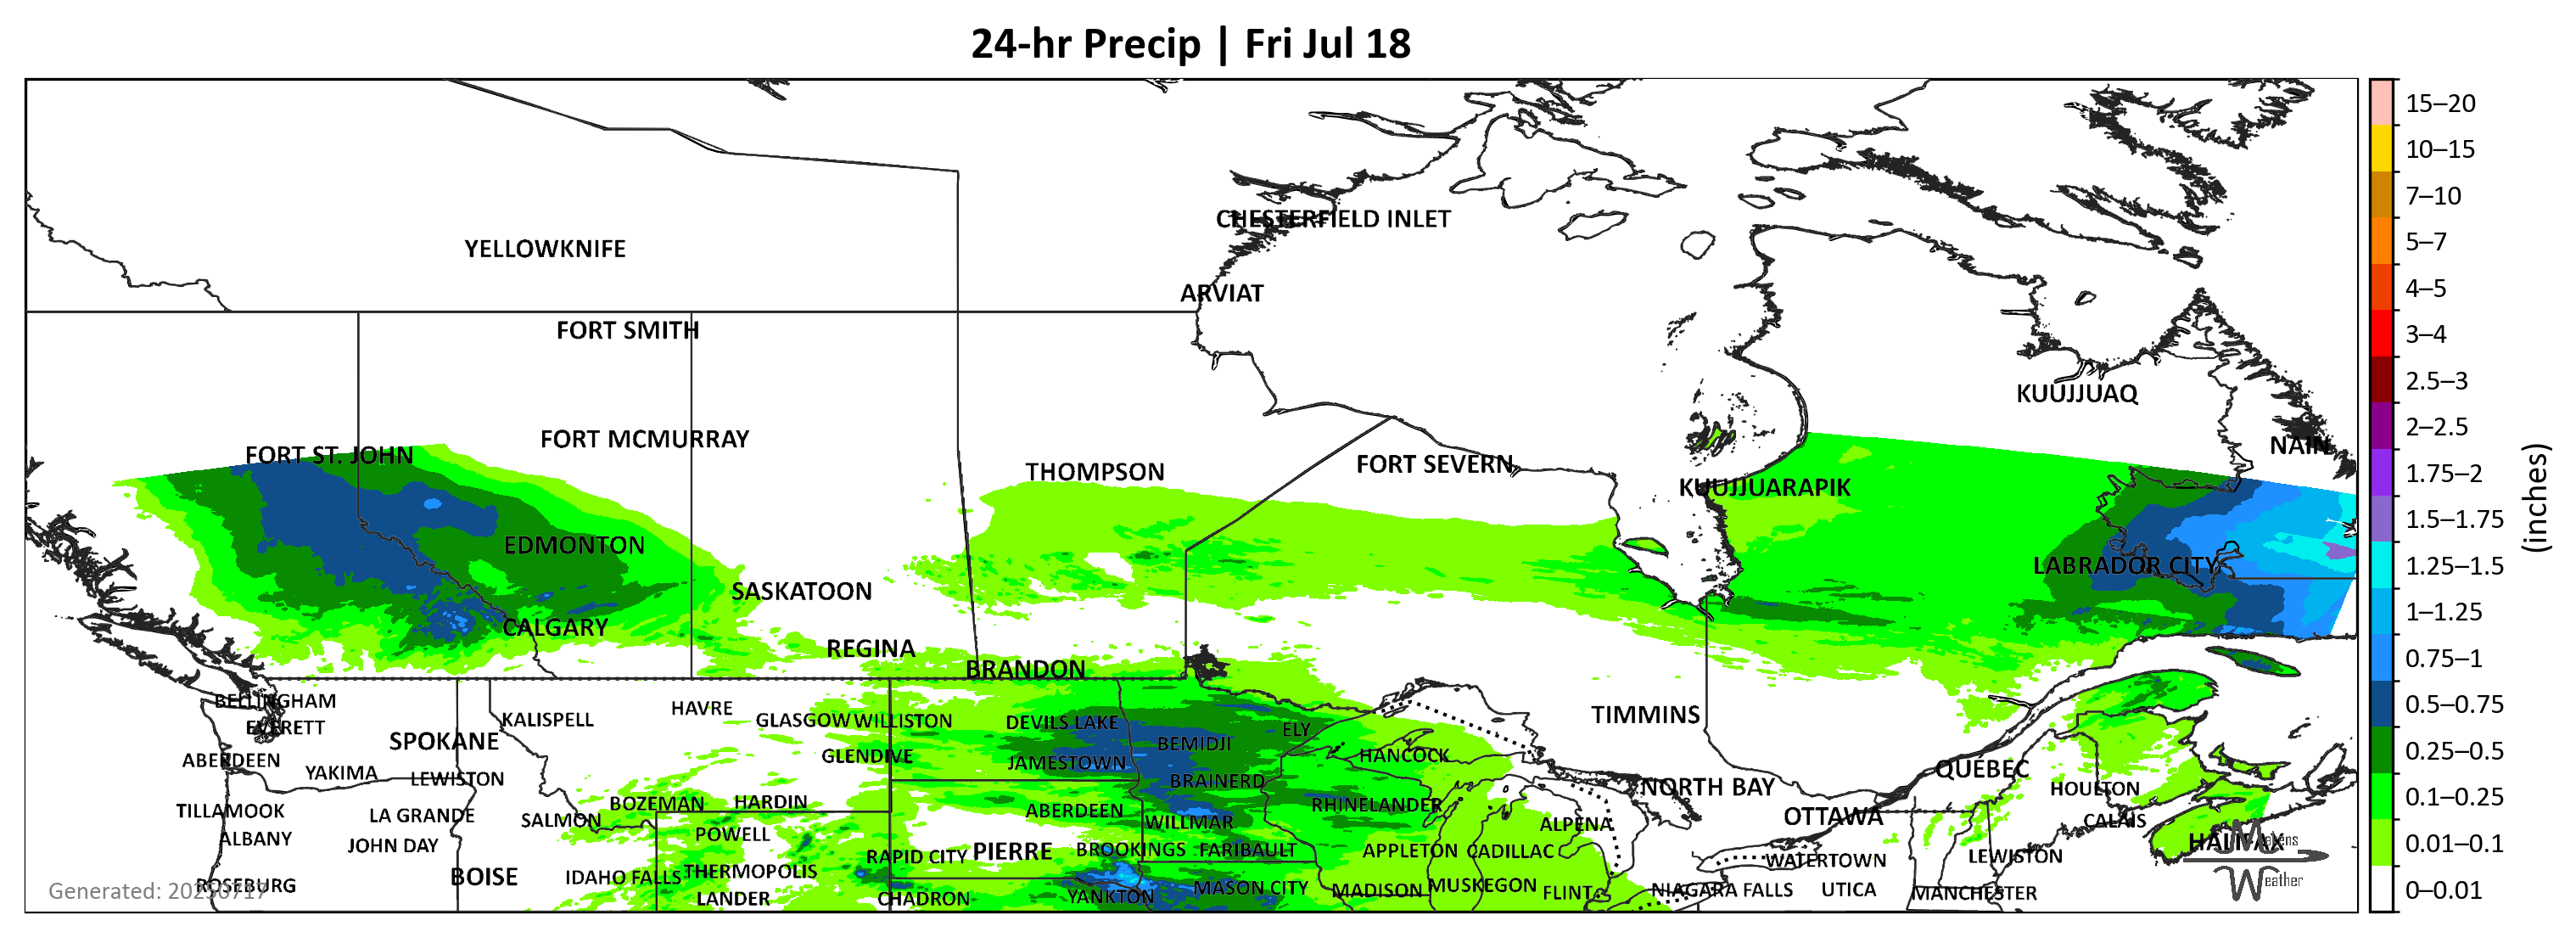 24-hr Precip | Fri Jul 18
CHESTERFIELD INLET
YELLOWKNIFE
ARVIAT
FORT SMITH
KUUJJUAQ
FORT MCMURRAY
NAIN
FORT ST. JOHN
FORT SEVERN
THOMPSON
KUUJJUARAPIK
EDMONTON
LABRADOR CITY
SASKATOON
CALGARY
REGINA
BRANDON
BELLINGHAM
HAVRE
TIMMINS
KALISPELL
GLASGOW WILLISTON
DEVILS LAKE
EVERETT
ELY
SPOKANE
BEMIDJI
HANCOCK
GLENDIVE
ABERDEEN
JAMESTOWN
QUÉBEC
YAKIMA
LEWISTON
BRAINERD
NORTH BAY
HOULTON
BOZEMAN
HARDIN
RHINELANDER
TILLAMOOK
ABERDEEN
LA GRANDE
OTTAWA
SALMON
WILLMAR
CALAIS
ALPENA
POWELL
ALBANY
HALIFAX
JOHN DAY
BROOKINGS
FARIBAULT
PIERRE
APPLETON
CADILLAC
RAPID CITY
LEWISTON
WATERTOWN
THERMOPOLIS
BOISE
IDAHO FALLS
ROSEBURG
MUSKEGON
MASON CITY
MADISON
FLINT
NIAGARA FALLS
UTICA
MANCHESTER
YANKTON
LANDER
CHADRON
Generated: 20250717
Weather
15–20
10–15
7–10
5–7
4–5
3–4
2.5–3
2–2.5
1.75–2
1.5–1.75
1.25–1.5
1–1.25
0.75–1
0.5–0.75
0.25–0.5
0.1–0.25
0.01–0.1
0–0.01
(inches)